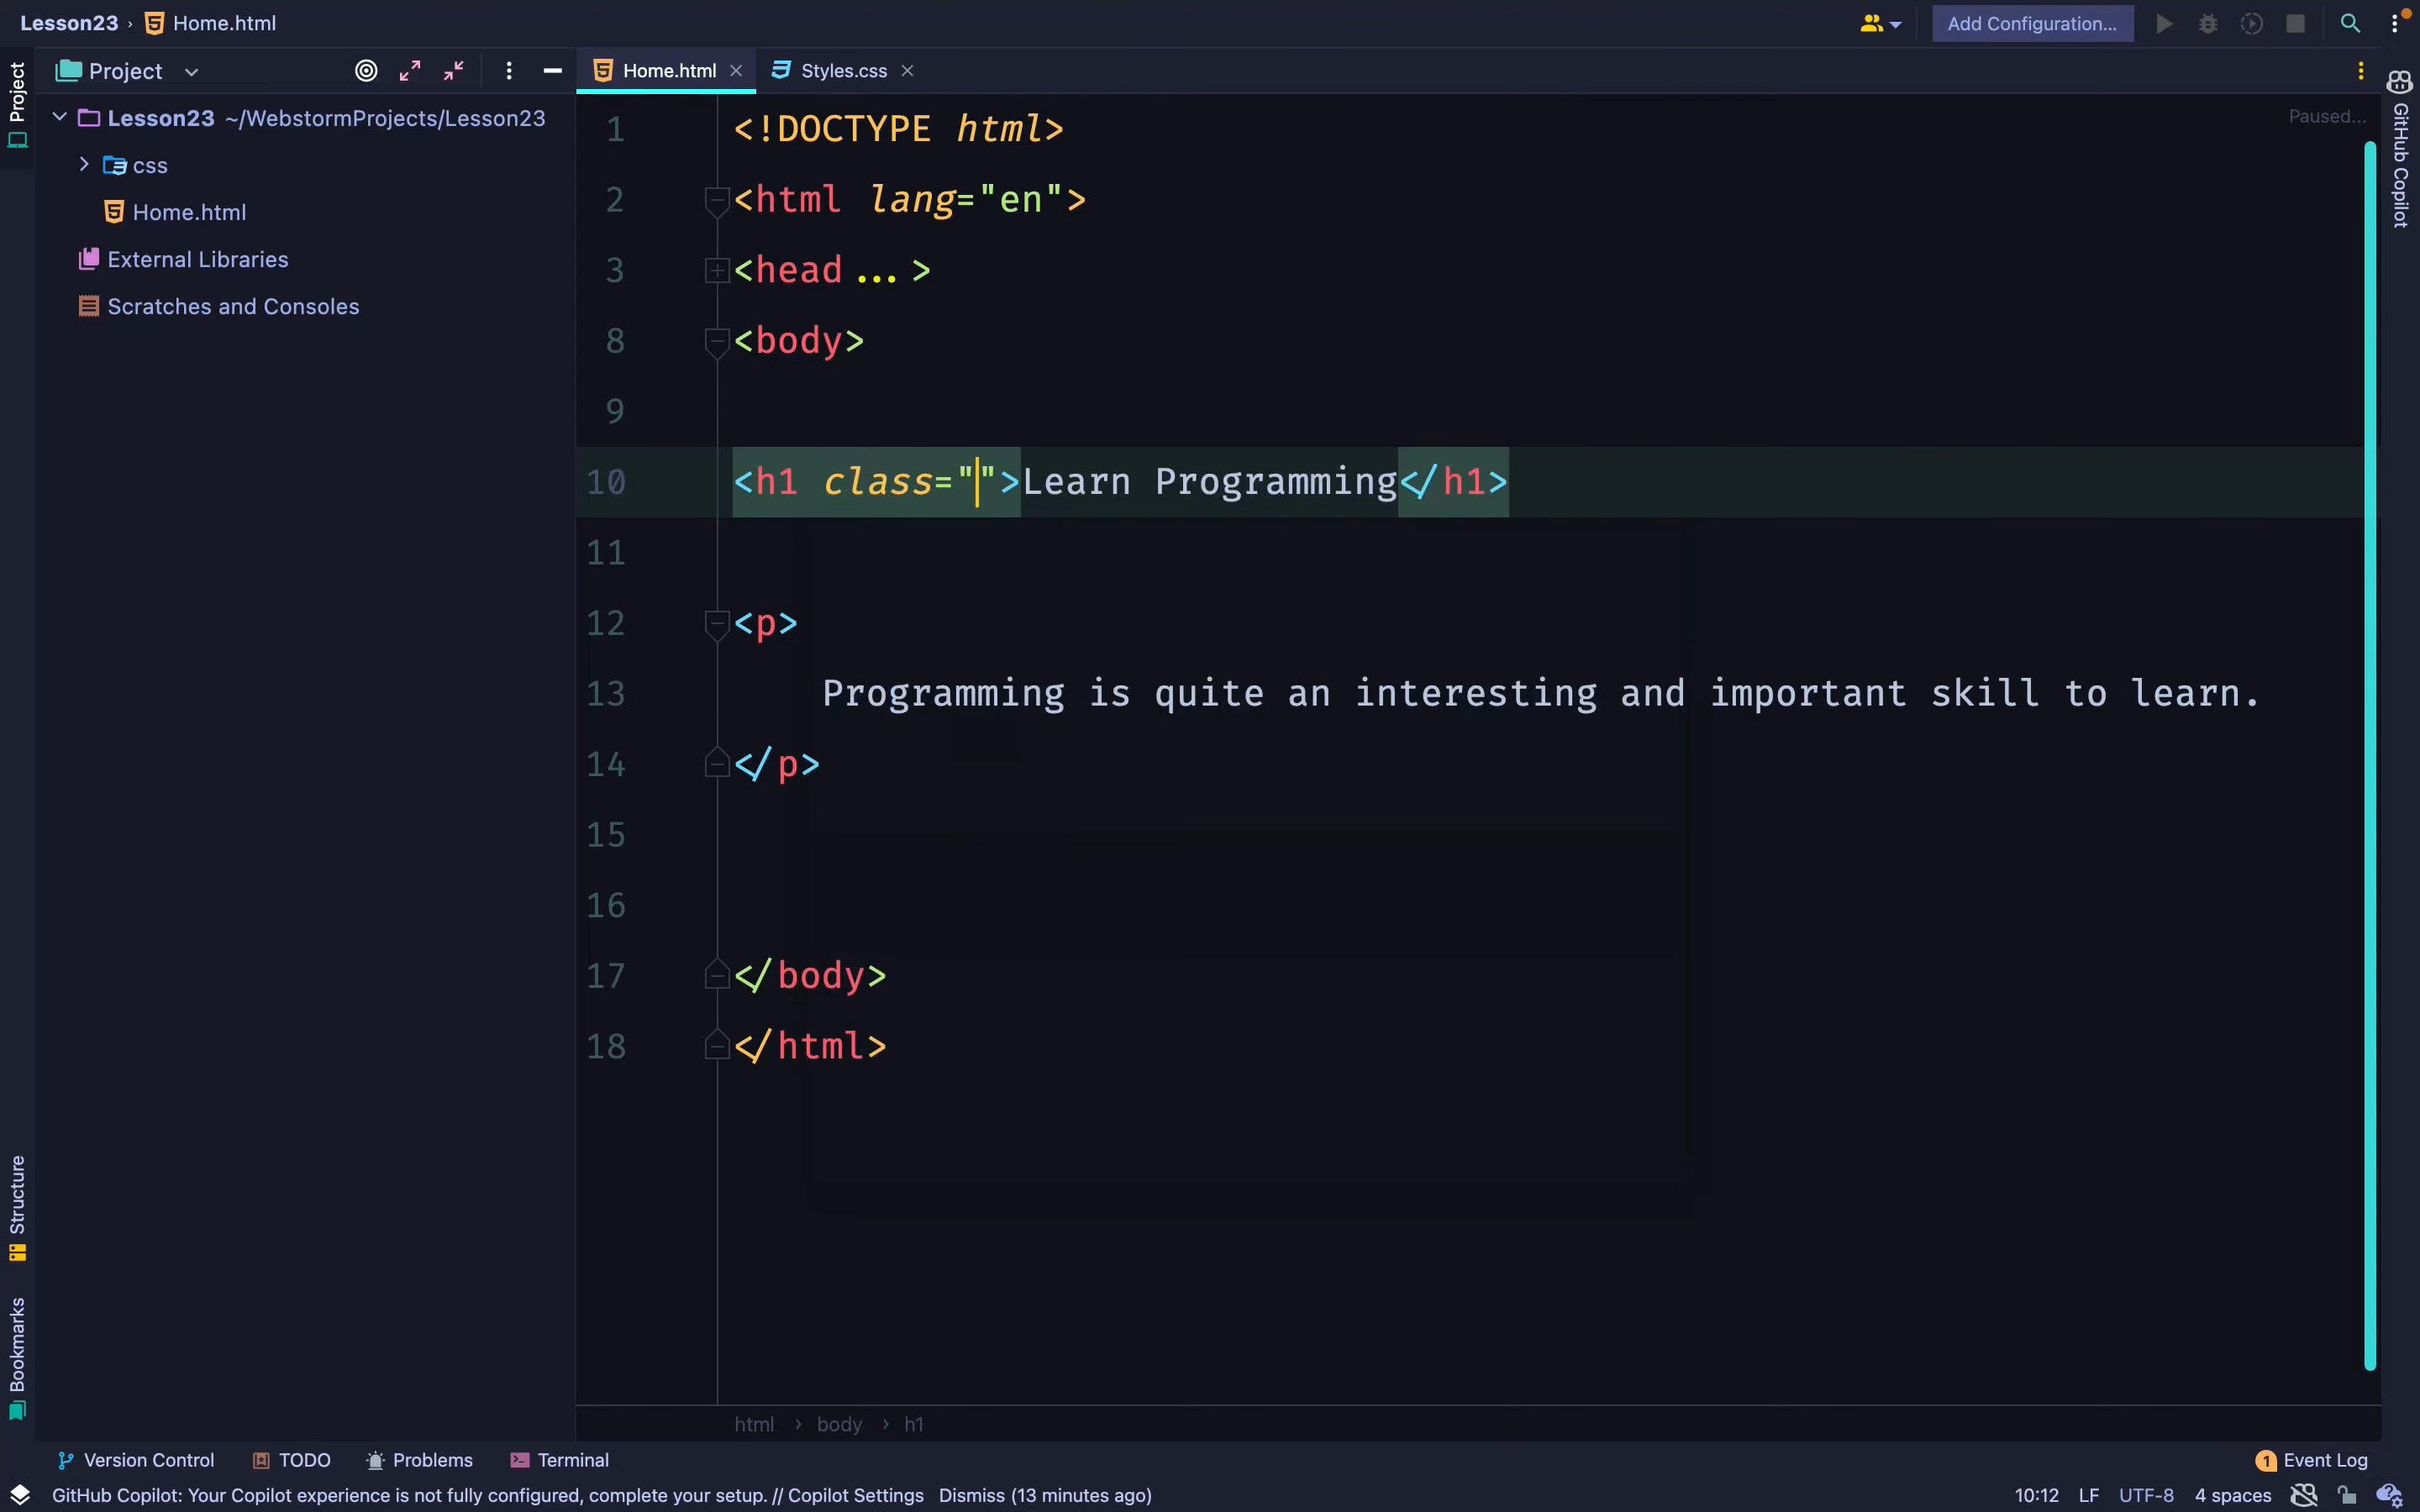 Lesson23 › Home.html
Add Configuration...
Project
Home.html
Styles.css
Project
Lesson23 ~/WebstormProjects/Lesson23
css
Home.html
External Libraries
Scratches and Consoles
Structure
Bookmarks
Paused...
GitHub Copilot
1 <!DOCTYPE html>
2 <html lang="en">
3 <head ... >
8 <body>
9
10 <h1 class="">Learn Programming</h1>
11
12 <p>
13 Programming is quite an interesting and important skill to learn.
14 </p>
15
16
17 </body>
18 </html>
html › body › h1
Version Control
TODO
Problems
Terminal
1 Event Log
GitHub Copilot: Your Copilot experience is not fully configured, complete your setup. // Copilot Settings Dismiss (13 minutes ago)
10:12 LF UTF-8 4 spaces